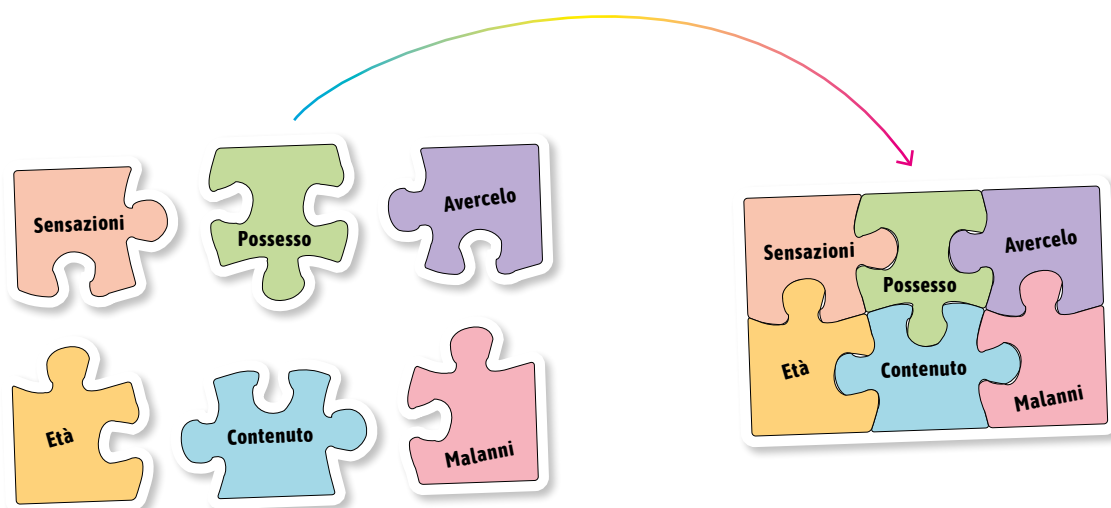 Sensazioni
Possesso
Avercelo
Età
Contenuto
Malanni
Sensazioni
Possesso
Avercelo
Età
Contenuto
Malanni